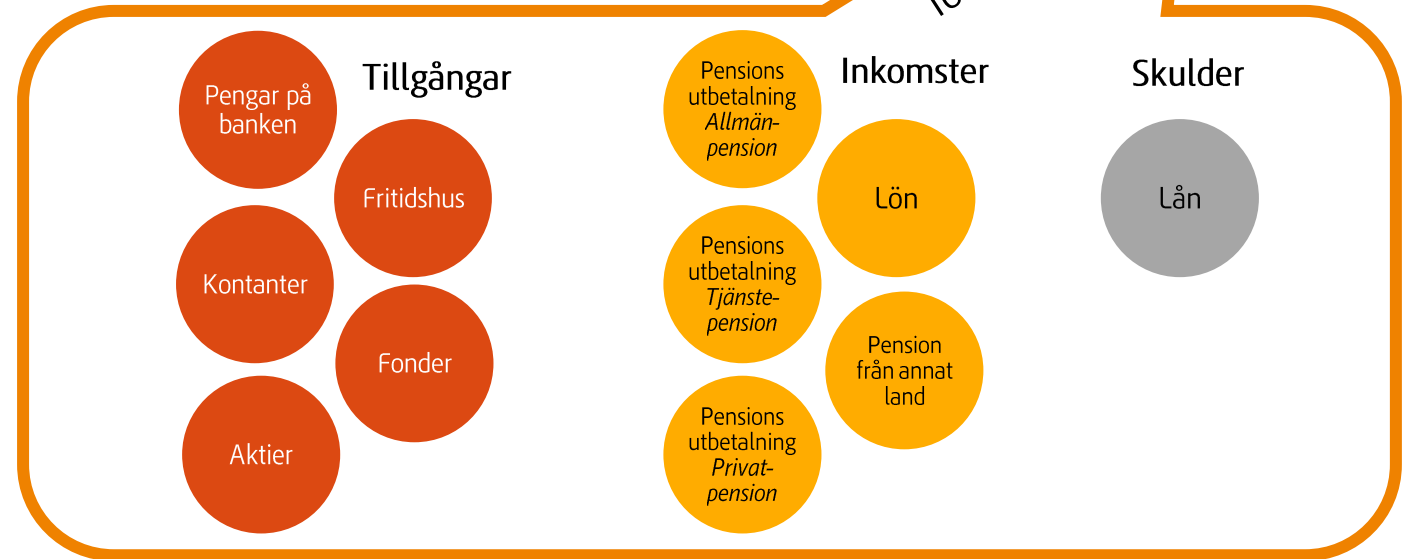 Tillgångar
Pengar på
banken
Fritidshus
Kontanter
Fonder
Aktier
Inkomster
Pensions
utbetalning
Allmän-
pension
Lön
Pensions
utbetalning
Tjänste-
pension
Pension
från annat
land
Pensions
utbetalning
Privat-
pension
Skulder
Lån